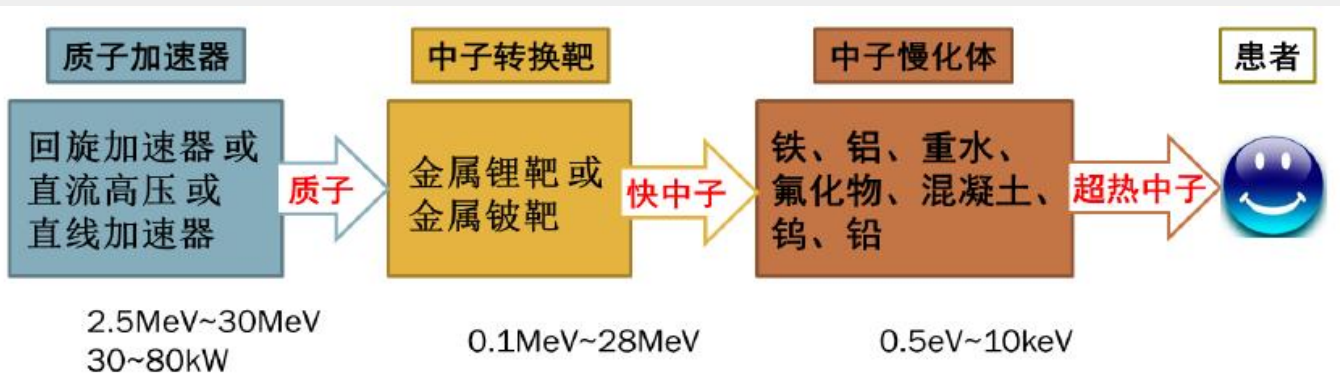 质子加速器
中子转换靶
中子慢化体
患者
回旋加速器或
直流高压或
直线加速器
质子
金属锂靶或
金属铍靶
快中子
铁、铝、重水、
氟化物、混凝土、
钨、铅
超热中子
2.5MeV~30MeV
30~80kW
0.1MeV~28MeV
0.5eV~10keV